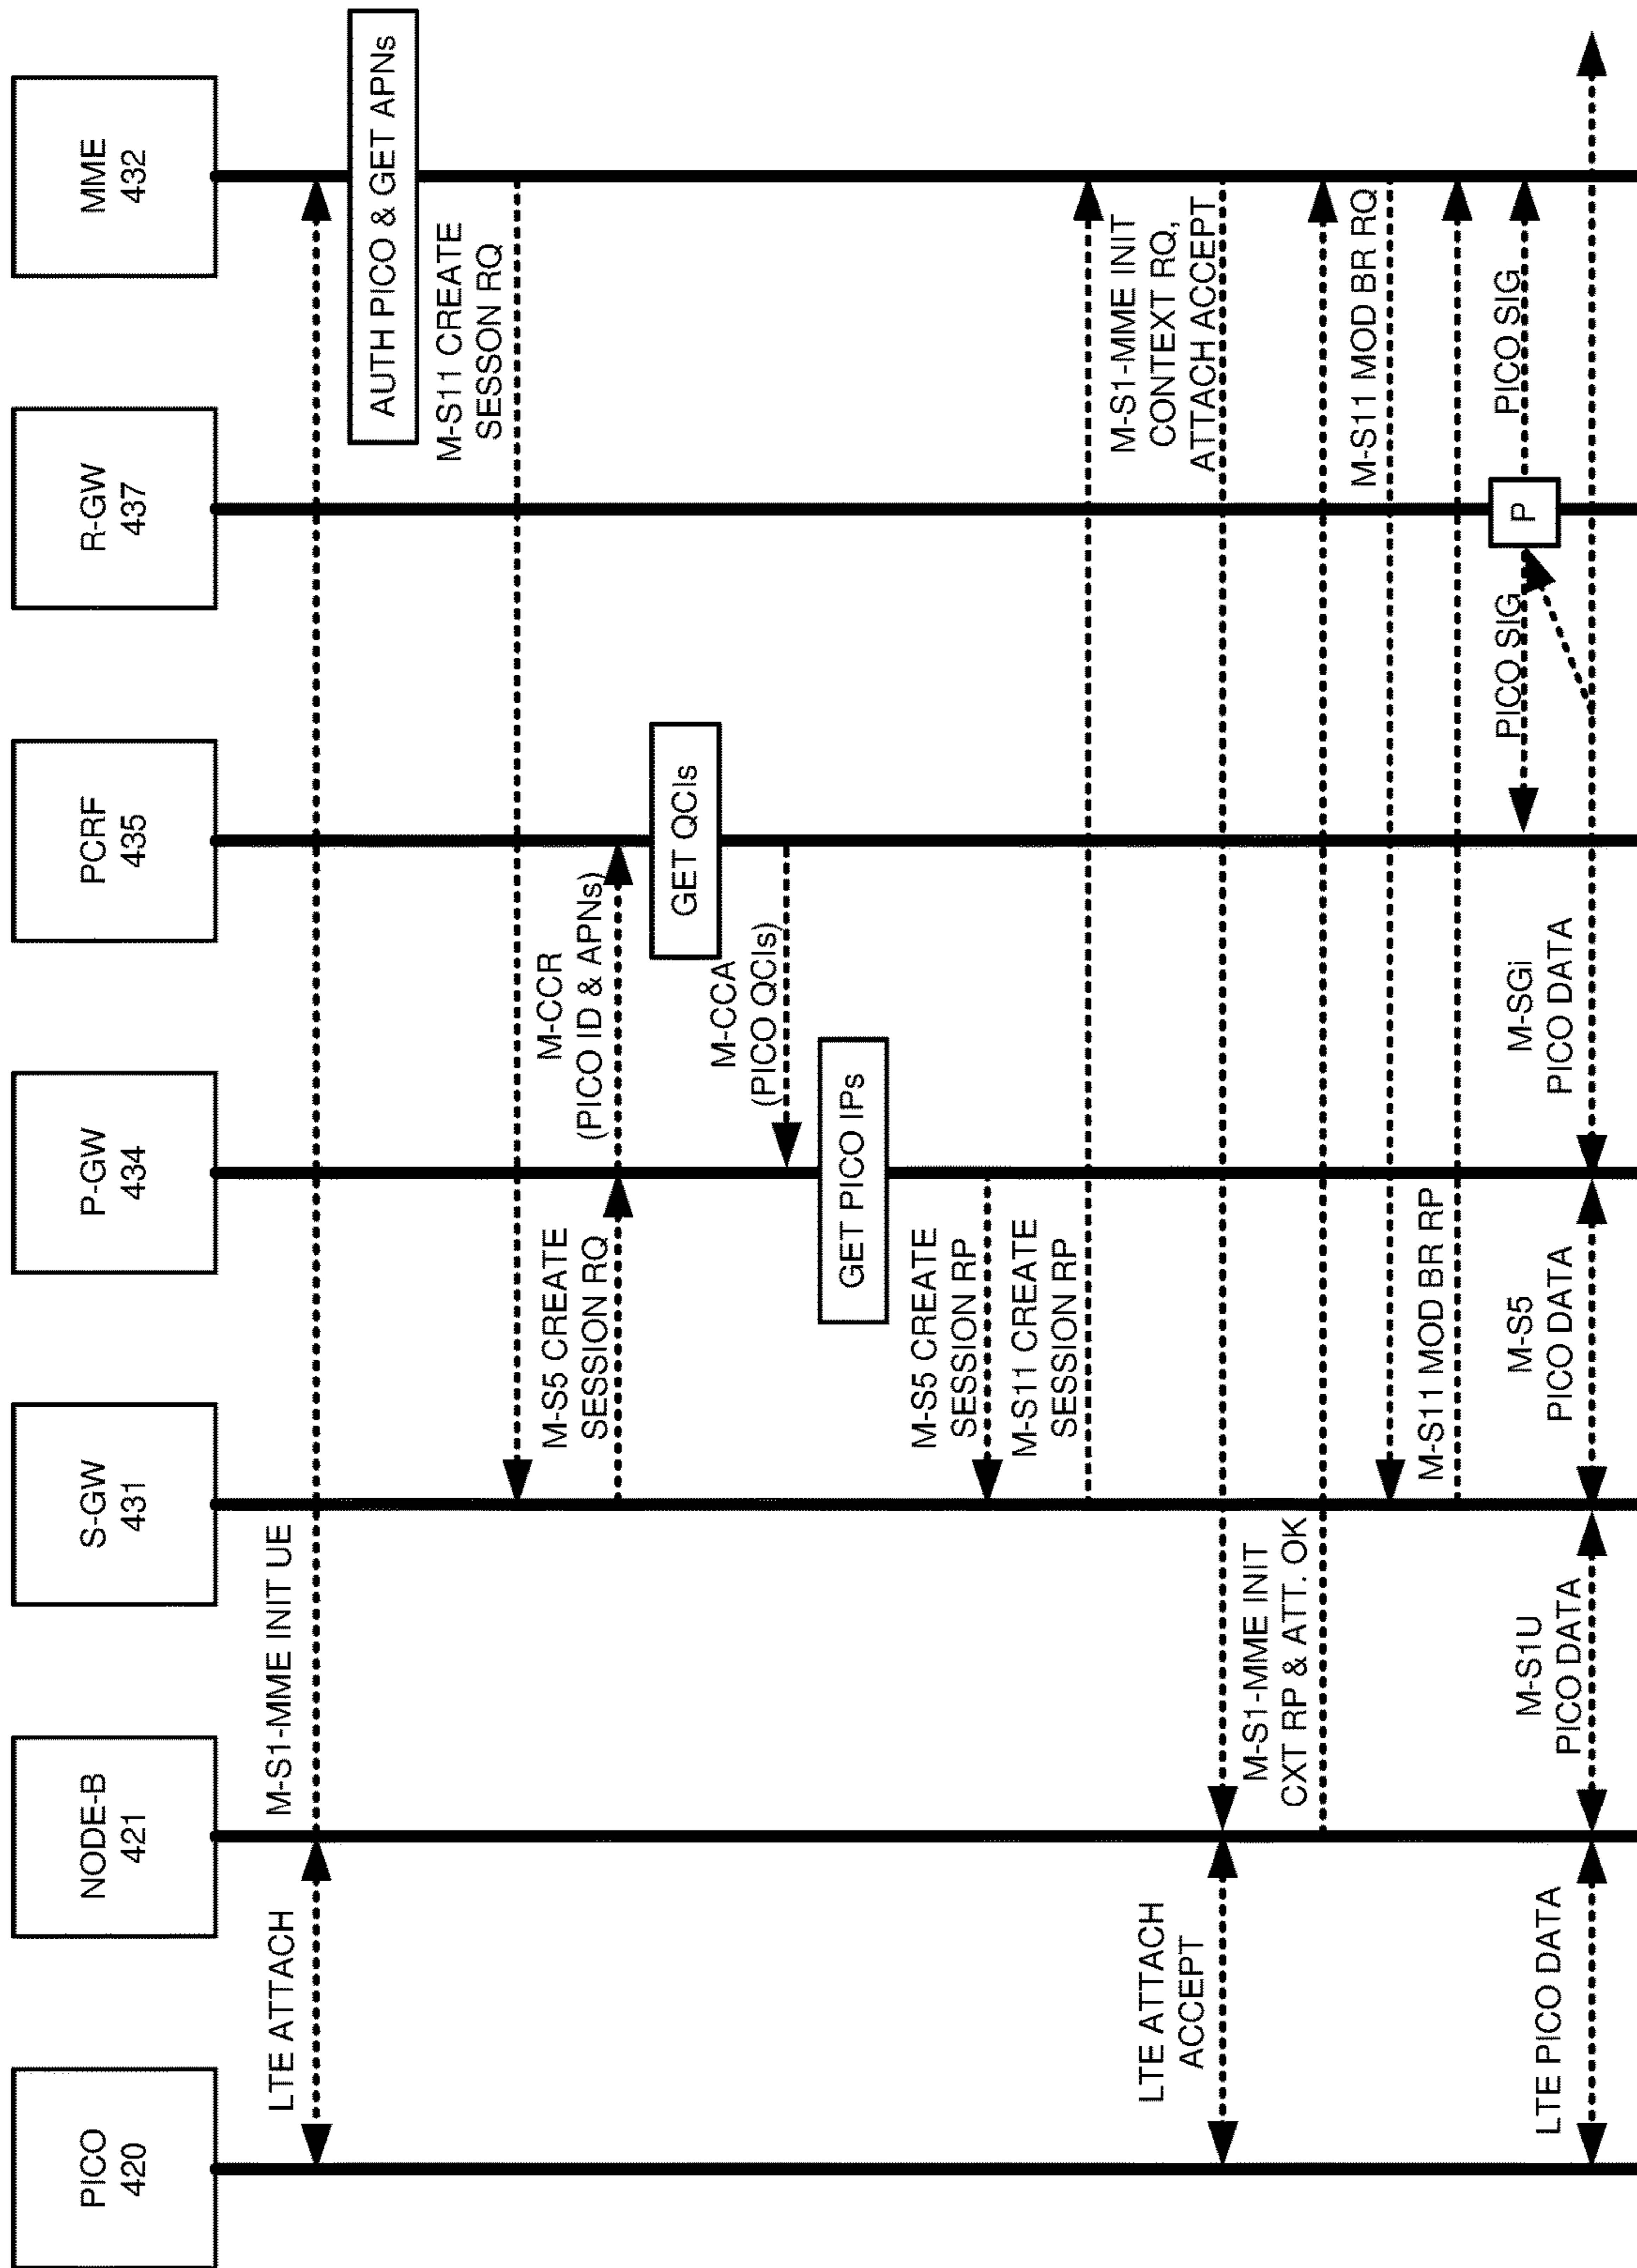 PICO
420
NODE-B
421
S-GW
431
P-GW
434
PCRF
435
R-GW
437
MME
432
LTE ATTACH
M-S1-MME INIT UE
AUTH PICO & GET APNs
M-S11 CREATE
SESSON RQ
M-S5 CREATE
SESSION RQ
M-CCR
(PICO ID & APNs)
GET QCIs
M-CCA
(PICO QCIs)
GET PICO IPs
M-S5 CREATE
SESSION RP
M-S11 CREATE
SESSION RP
M-S1-MME INIT
CONTEXT RQ,
ATTACH ACCEPT
LTE ATTACH
ACCEPT
M-S1-MME INIT
CXT RP & ATT. OK
M-S11 MOD BR RQ
M-S11 MOD BR RP
PICO SIG
P
PICO SIG
LTE PICO DATA
M-S1U
PICO DATA
M-S5
PICO DATA
M-SGi
PICO DATA